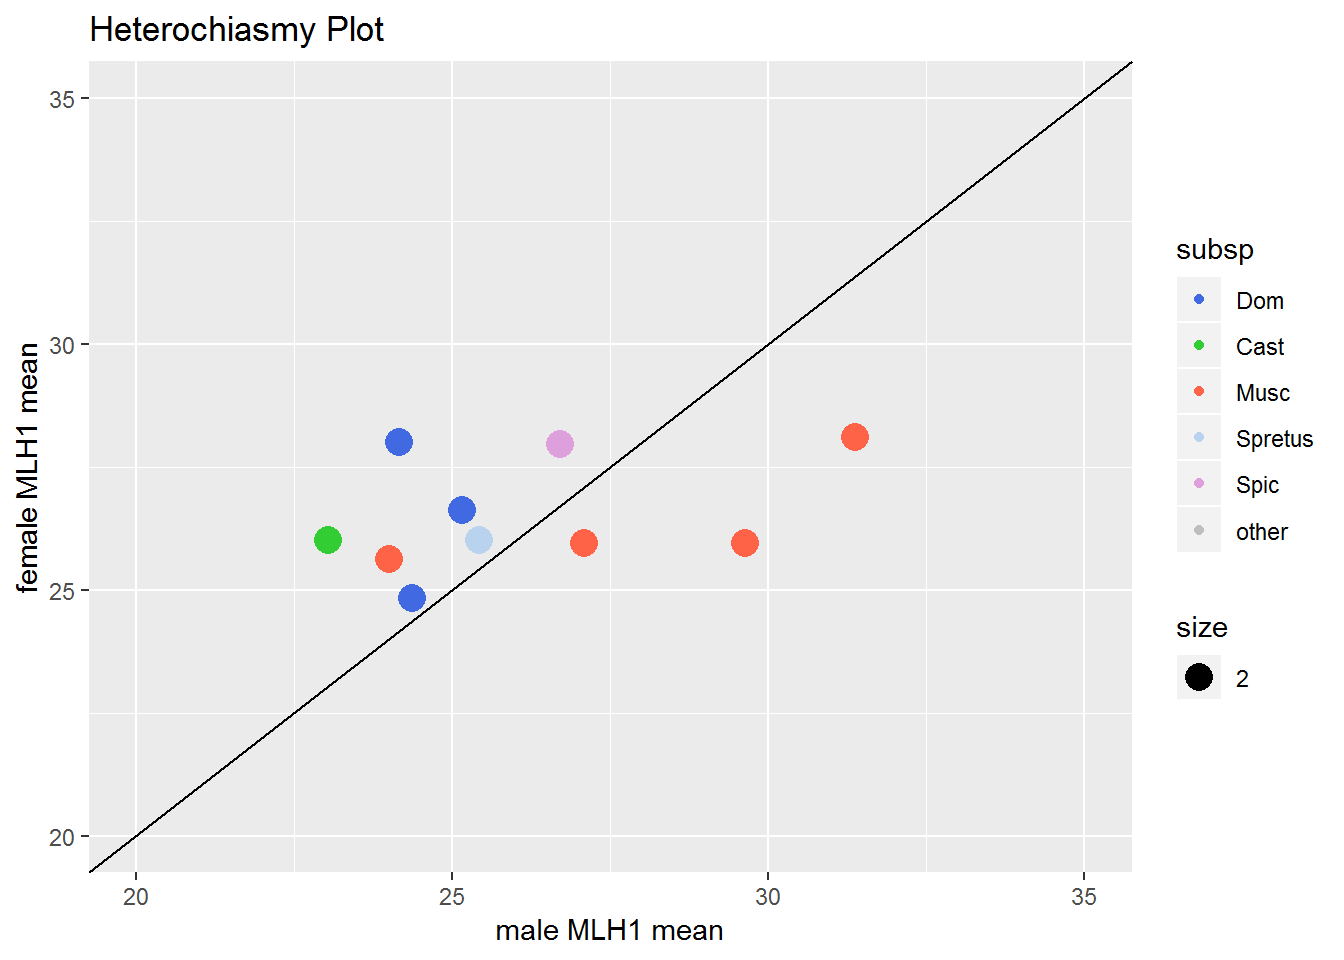 Heterochiasmy Plot
female MLH1 mean
35
30
25
20
20
25
30
35
male MLH1 mean
subsp
Dom
Cast
Musc
Spretus
Spic
other
size
2